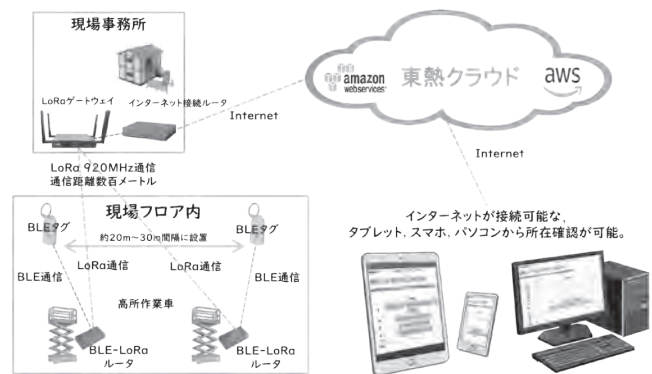 現場事務所
LoRaゲートウェイ
インターネット接続ルータ
LoRa 920MHz通信
通信距離数百メートル
Internet
amazon
webservices
東熱クラウド
aws
Internet
現場フロア内
BLEタグ
BLEタグ
約20m~30m間隔に設置
BLE通信
LoRa通信
LoRa通信
BLE通信
高所作業車
BLE-LoRa
ルータ
BLE-LoRa
ルータ
インターネットが接続可能な、
タブレット、スマホ、パソコンから所在確認が可能。